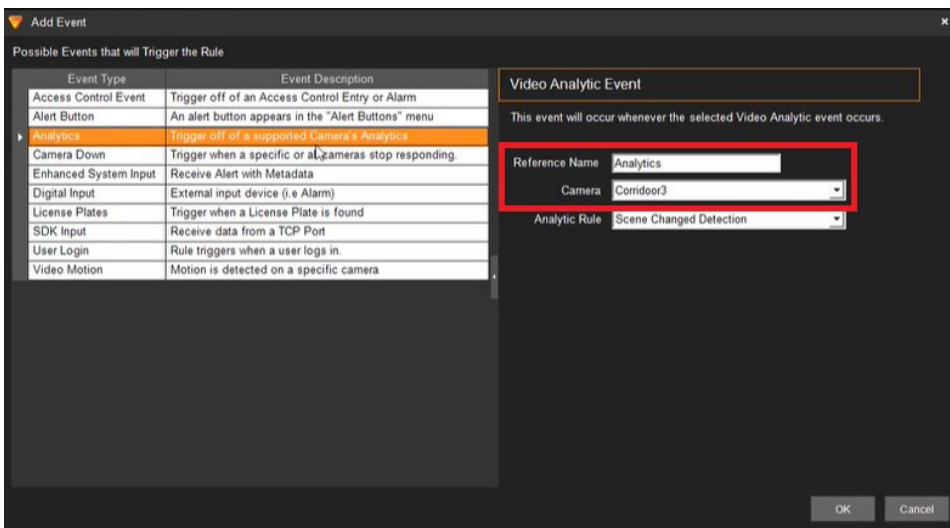 Add Event
Possible Events that will Trigger the Rule
Event Type Event Description
Access Control Event Trigger off of an Access Control Entry or Alarm
Alert Button An alert button appears in the "Alert Buttons" menu
Analytics Trigger off of a supported Camera's Analytics
Camera Down Trigger when a specific or all cameras stop responding.
Enhanced System Input Receive Alert with Metadata
Digital Input External input device (i.e Alarm)
License Plates Trigger when a License Plate is found
SDK Input Receive data from a TCP Port
User Login Rule triggers when a user logs in.
Video Motion Motion is detected on a specific camera
Video Analytic Event
This event will occur whenever the selected Video Analytic event occurs.
Reference Name Analytics
Camera Corridoor3
Analytic Rule Scene Changed Detection
OK Cancel